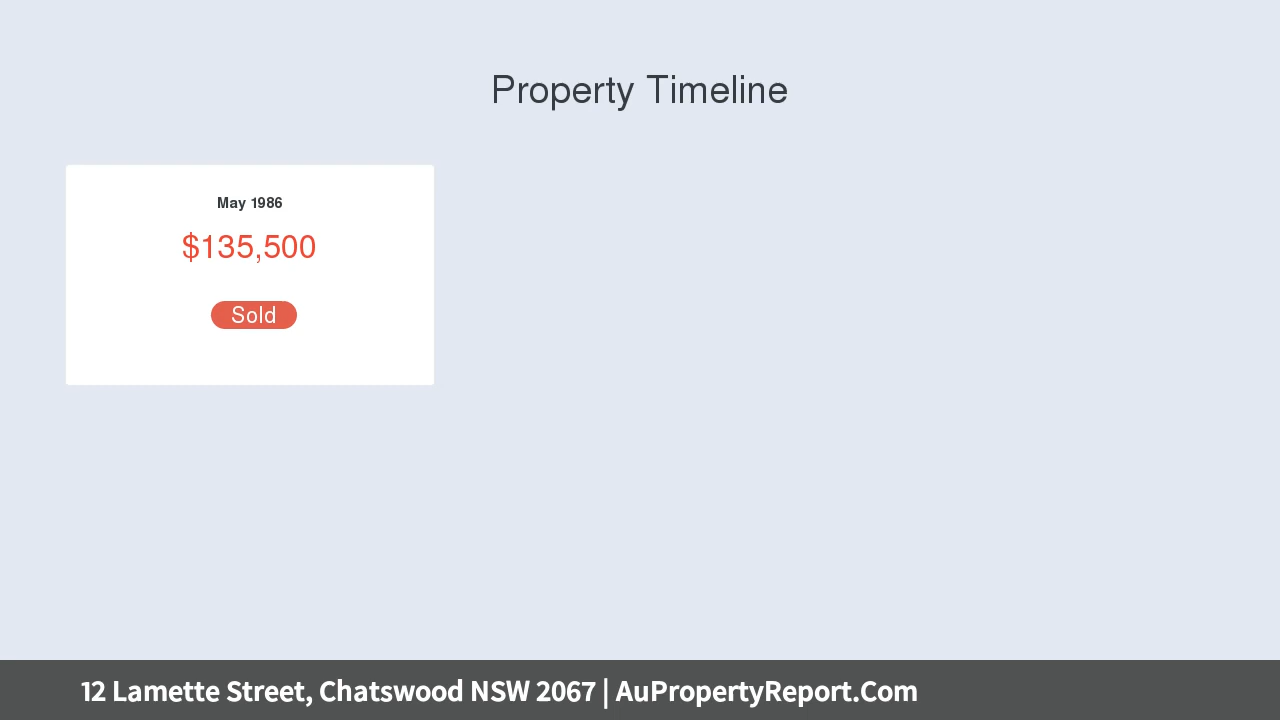 Property Timeline
May 1986
$135,500
Sold
12 Lamette Street, Chatswood NSW 2067 | AuPropertyReport.Com